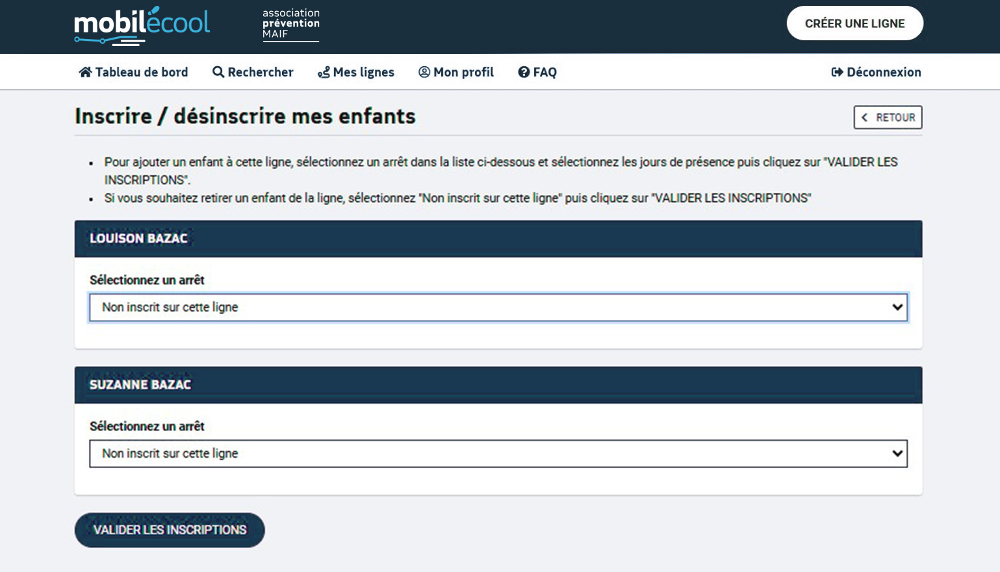 mobilécool
association
prévention
MAIF
CRÉER UNE LIGNE
Tableau de bord
Rechercher
Mes lignes
Mon profil
FAQ
Déconnexion
Inscrire / désinscrire mes enfants
RETOUR
• Pour ajouter un enfant à cette ligne, sélectionnez un arrêt dans la liste ci-dessous et sélectionnez les jours de présence puis cliquez sur "VALIDER LES
INSCRIPTIONS".
• Si vous souhaitez retirer un enfant de la ligne, sélectionnez "Non inscrit sur cette ligne" puis cliquez sur "VALIDER LES INSCRIPTIONS"
LOUISON BAZAC
Sélectionnez un arrêt
Non inscrit sur cette ligne
SUZANNE BAZAC
Sélectionnez un arrêt
Non inscrit sur cette ligne
VALIDER LES INSCRIPTIONS